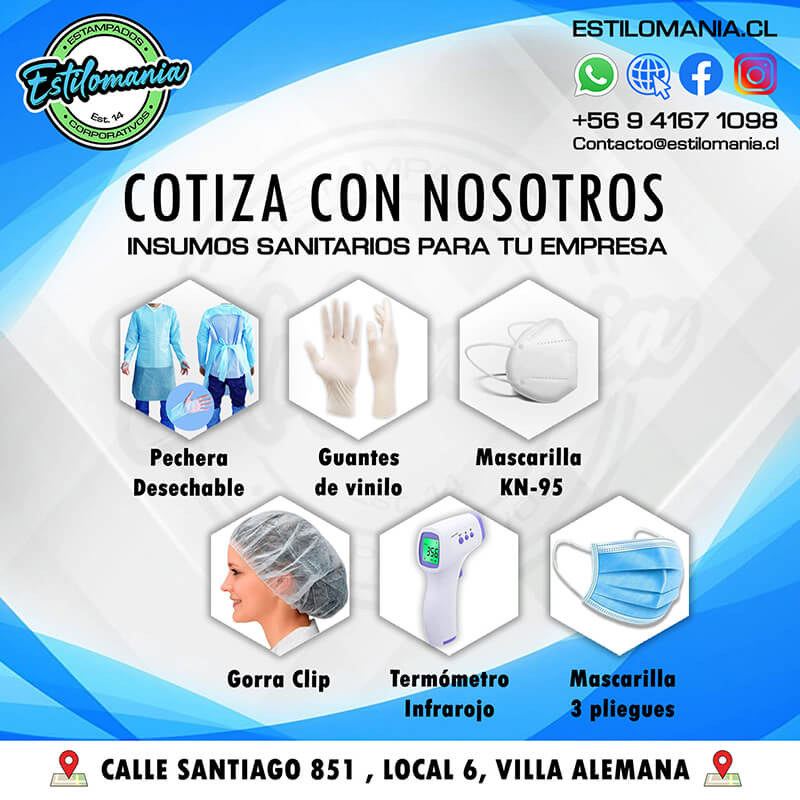 ESTAMPADOS
Estilomania
Est. 14
CORPORATIVOS
ESTILOMANIA.CL
+56 9 4167 1098
Contacto@estilomania.cl
COTIZA CON NOSOTROS
INSUMOS SANITARIOS PARA TU EMPRESA
Pechera
Desechable
Guantes
de vinilo
Mascarilla
KN-95
Gorra Clip
Termómetro
Infrarojo
Mascarilla
3 pliegues
CALLE SANTIAGO 851 , LOCAL 6, VILLA ALEMANA